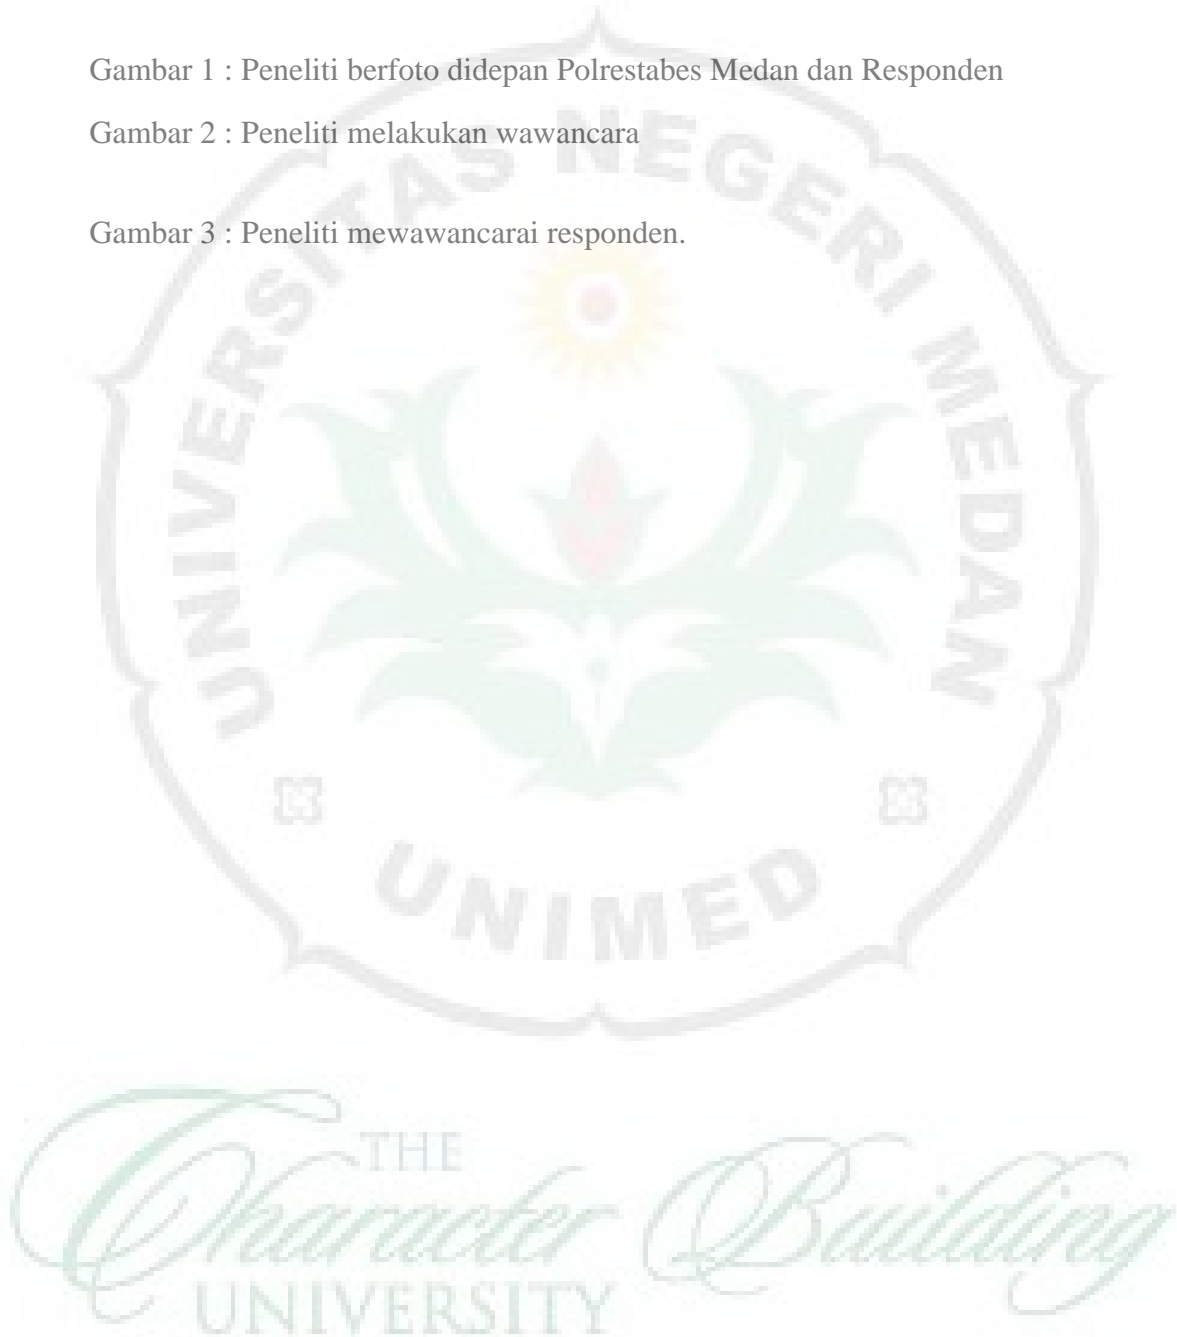 Gambar 1 : Peneliti berfoto didepan Polrestabes Medan dan Responden
Gambar 2 : Peneliti melakukan wawancara
Gambar 3 : Peneliti mewawancarai responden.
UNIVERSITAS NEGERI MEDAN
UNIMED
THE
Character Building
UNIVERSITY